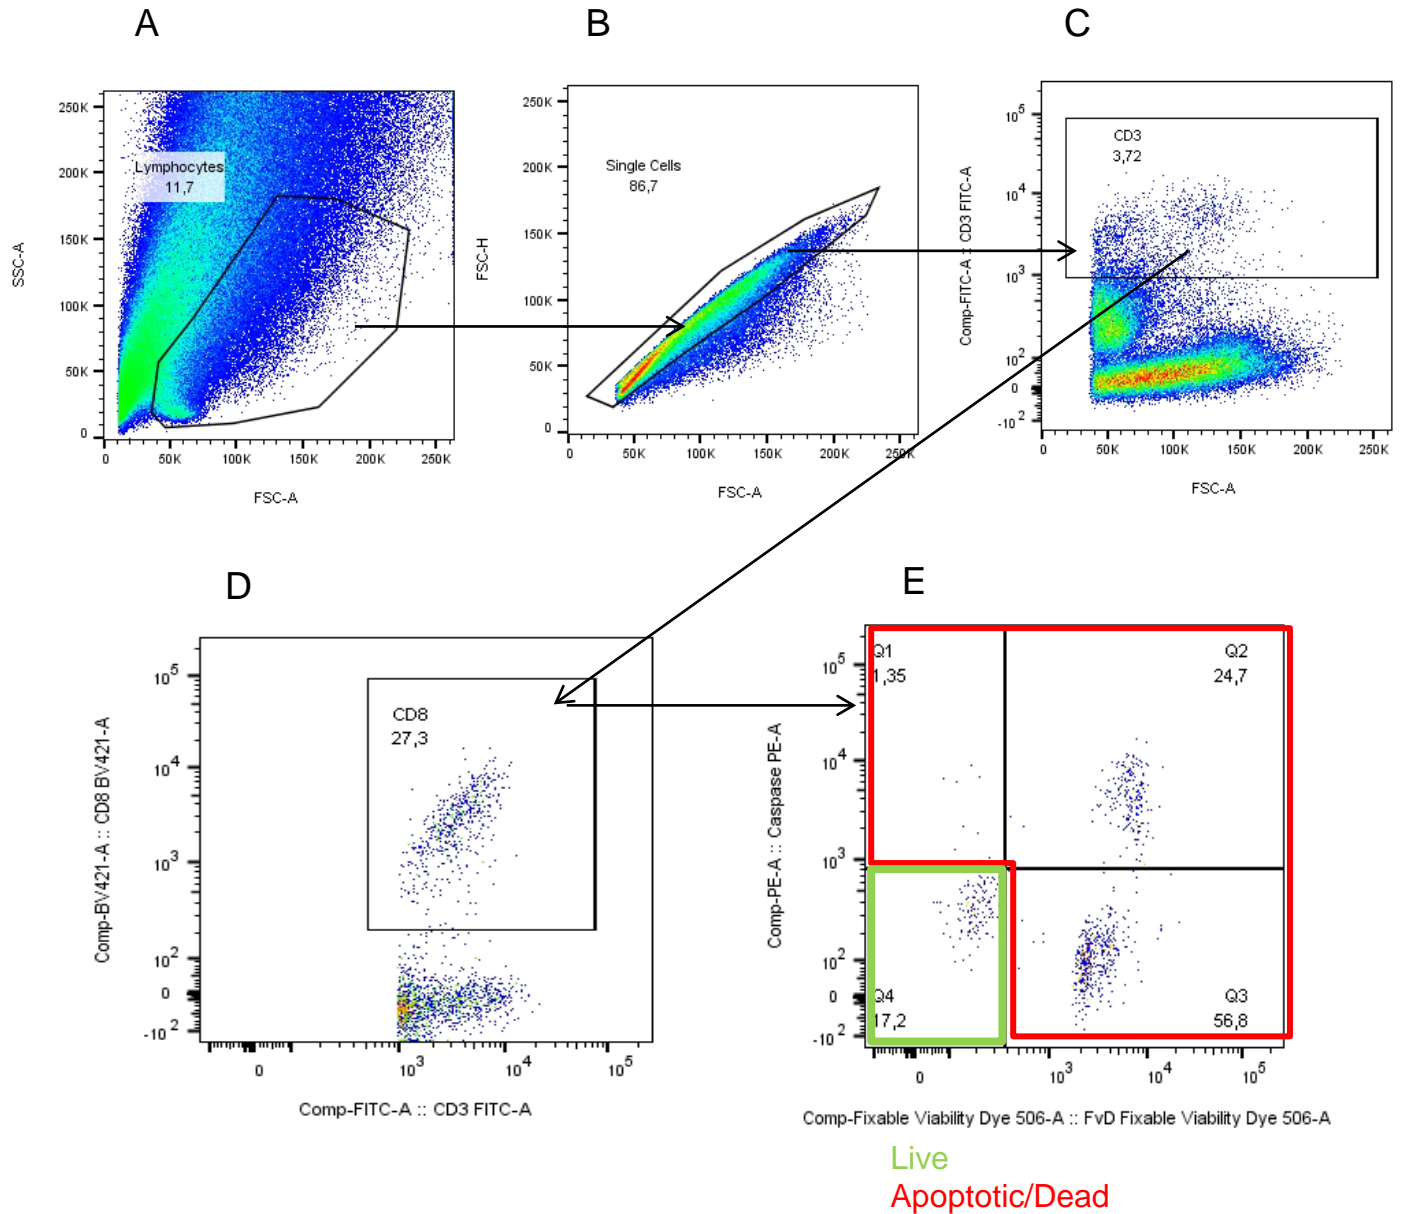 A
B
C
250K
200K
150K
100K
50K
0
SSC-A
Lymphocytes
11,7
0
50K
100K
150K
200K
250K
FSC-A
250K
200K
150K
100K
50K
0
FSC-H
Single Cells
86,7
0
50K
100K
150K
200K
250K
FSC-A
10^5
10^4
10^3
10^2
0
-10^2
Comp-FITC-A :: CD3 FITC-A
CD3
3,72
0
50K
100K
150K
200K
250K
FSC-A
D
E
10^5
10^4
10^3
10^2
0
-10^2
Comp-BV421-A :: CD8 BV421-A
CD8
27,3
0
10^3
10^4
10^5
Comp-FITC-A :: CD3 FITC-A
10^5
10^4
10^3
10^2
0
-10^2
Comp-PE-A :: Caspase PE-A
Q1
1,35
Q2
24,7
Q4
17,2
Q3
56,8
0
10^3
10^4
10^5
Comp-Fixable Viability Dye 506-A :: FvD Fixable Viability Dye 506-A
Live
Apoptotic/Dead